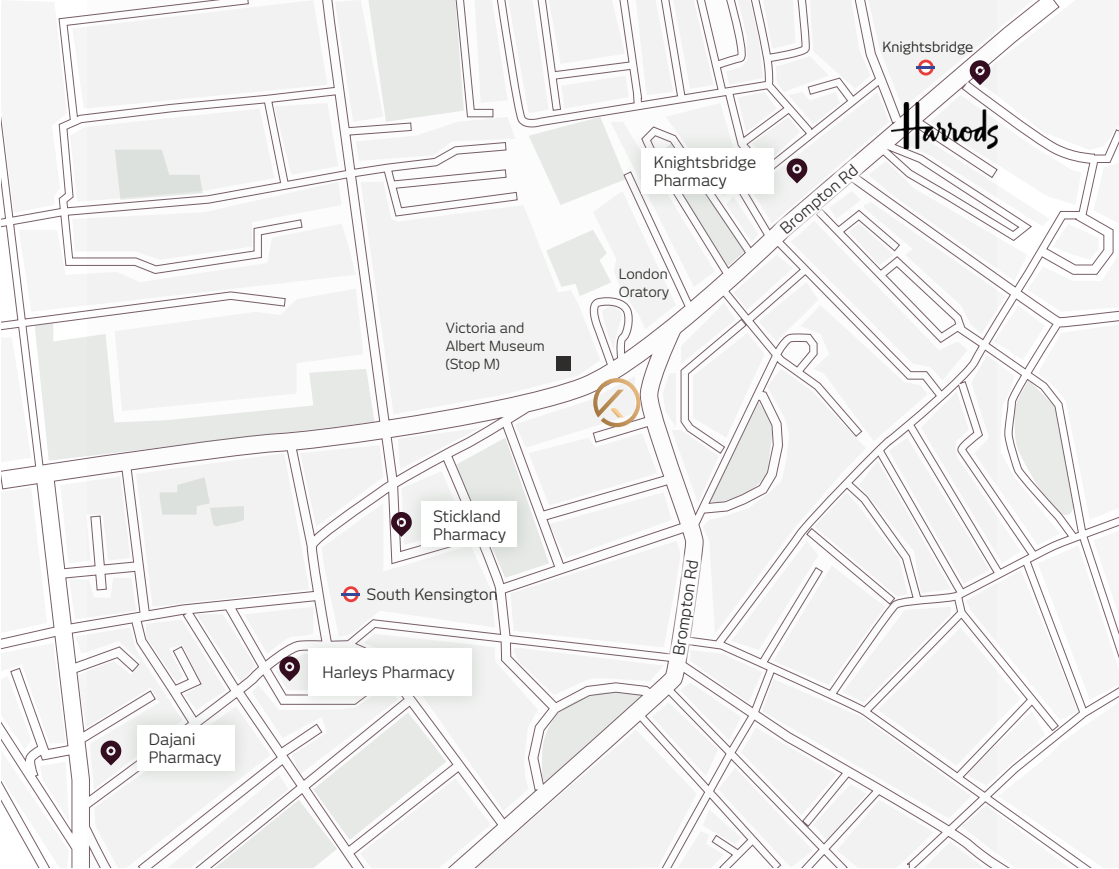 Knightsbridge
Harrods
Knightsbridge
Pharmacy
Brompton Rd
London
Oratory
Victoria and
Albert Museum
(Stop M)
Stickland
Pharmacy
South Kensington
Brompton Rd
Harleys Pharmacy
Dajani
Pharmacy